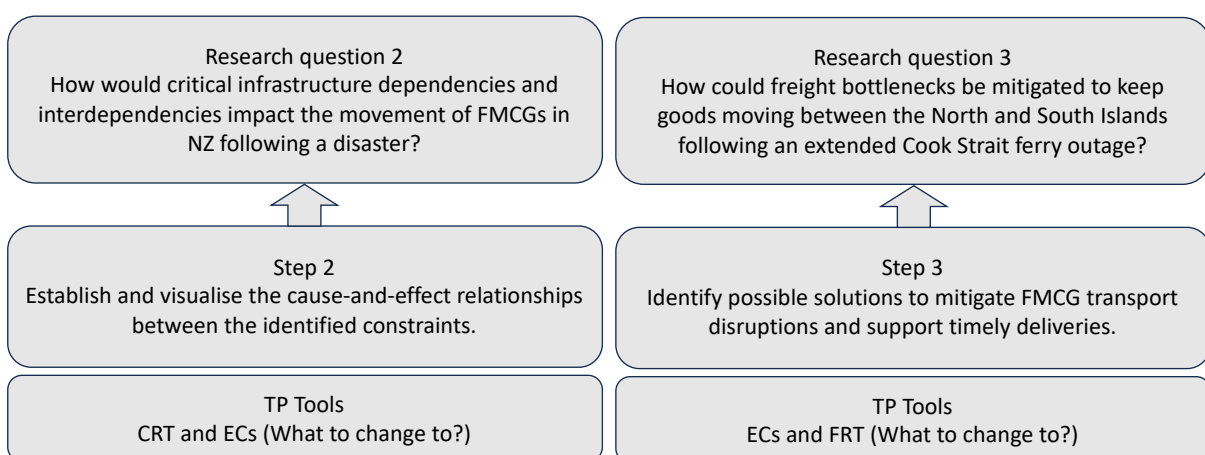 Research question 2
How would critical infrastructure dependencies and
interdependencies impact the movement of FMCGs in
NZ following a disaster?
Research question 3
How could freight bottlenecks be mitigated to keep
goods moving between the North and South Islands
following an extended Cook Strait ferry outage?
Step 2
Establish and visualise the cause-and-effect relationships
between the identified constraints.
Step 3
Identify possible solutions to mitigate FMCG transport
disruptions and support timely deliveries.
TP Tools
CRT and ECs (What to change to?)
TP Tools
ECs and FRT (What to change to?)